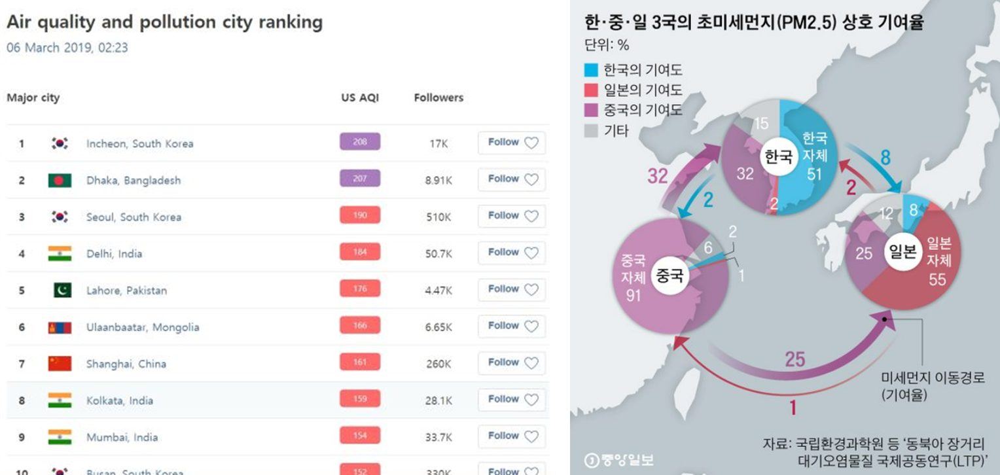 Air quality and pollution city ranking
06 March 2019, 02:23
Major city US AQI Followers
1 Incheon, South Korea 208 17K Follow
2 Dhaka, Bangladesh 207 8.91K Follow
3 Seoul, South Korea 190 510K Follow
4 Delhi, India 184 50.7K Follow
5 Lahore, Pakistan 176 4.47K Follow
6 Ulaanbaatar, Mongolia 166 6.65K Follow
7 Shanghai, China 161 260K Follow
8 Kolkata, India 159 28.1K Follow
9 Mumbai, India 154 33.7K Follow
10 Busan, South Korea 152 330K Follow
한·중·일 3국의 초미세먼지(PM2.5) 상호 기여율
단위: %
한국의 기여도
일본의 기여도
중국의 기여도
기타
15
한국
자체
51
한국
32
2
32
2
8
2
12
8
25
일본
일본
자체
55
중국
자체
91
중국
6
2
1
25
1
미세먼지 이동경로
(기여율)
자료: 국립환경과학원 등 '동북아 장거리
대기오염물질 국제공동연구(LTP)'
중앙일보